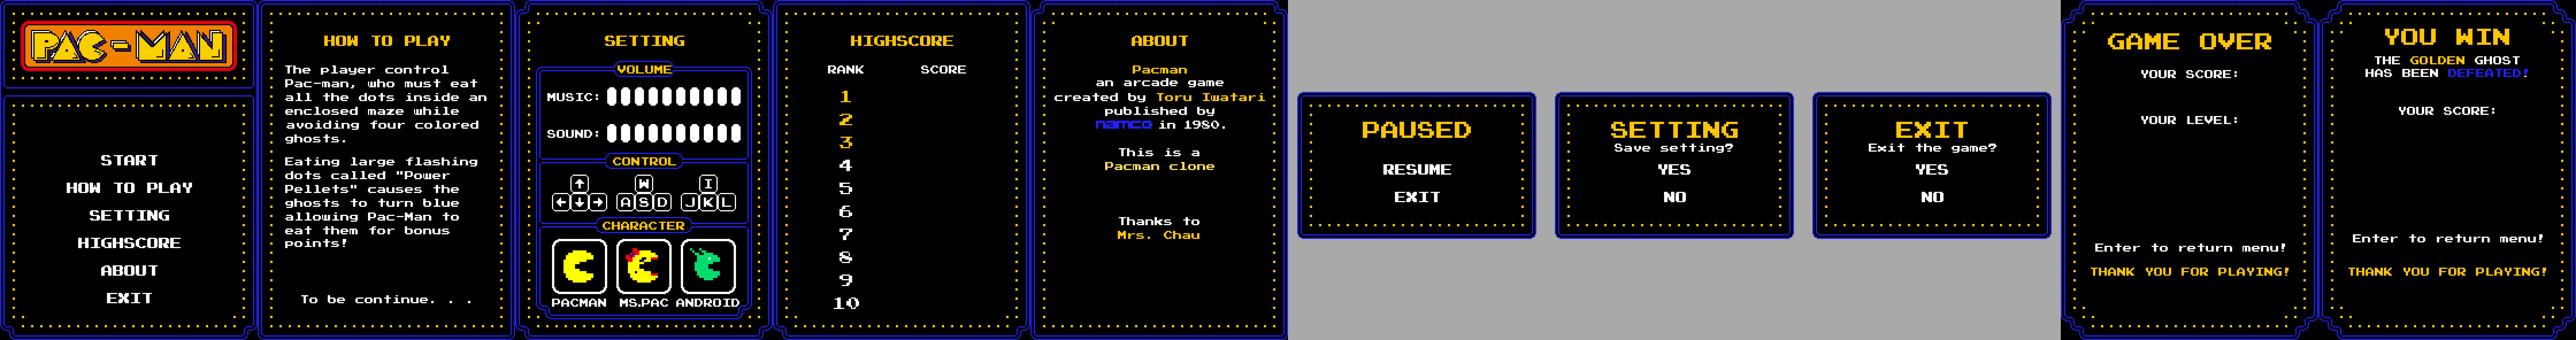 PAC-MAN
START
HOW TO PLAY
SETTING
HIGHSCORE
ABOUT
EXIT
HOW TO PLAY
The player control
Pac-man, who must eat
all the dots inside an
enclosed maze while
avoiding four colored
ghosts.
Eating large flashing
dots called "Power
Pellets" causes the
ghosts to turn blue
allowing Pac-Man to
eat them for bonus
points!
To be continue. . .
SETTING
VOLUME
MUSIC:
SOUND:
CONTROL
↑ W I
←↓→ A S D J K L
CHARACTER
PACMAN MS.PAC ANDROID
HIGHSCORE
RANK SCORE
1
2
3
4
5
6
7
8
9
10
ABOUT
Pacman
an arcade game
created by Toru Iwatari
published by
namco in 1980.
This is a
Pacman clone
Thanks to
Mrs. Chau
PAUSED
RESUME
EXIT
SETTING
Save setting?
YES
NO
EXIT
Exit the game?
YES
NO
GAME OVER
YOUR SCORE:
YOUR LEVEL:
Enter to return menu!
THANK YOU FOR PLAYING!
YOU WIN
THE GOLDEN GHOST
HAS BEEN DEFEATED!
YOUR SCORE:
Enter to return menu!
THANK YOU FOR PLAYING!